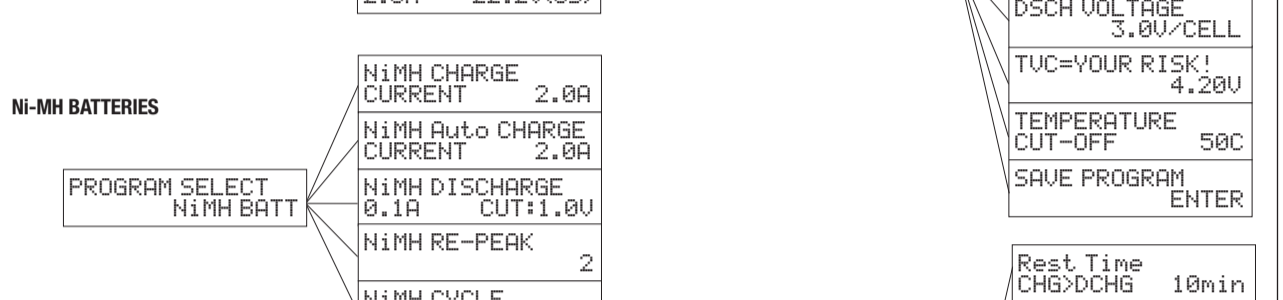 Ni-MH BATTERIES
PROGRAM SELECT
NiMH BATT
NiMH CHARGE
CURRENT 2.0A
NiMH Auto CHARGE
CURRENT 2.0A
NiMH DISCHARGE
0.1A CUT:1.0V
NiMH RE-PEAK
2
NiMH CYCLE
DSCH VOLTAGE
3.0V/CELL
TVC=YOUR RISK!
4.20V
TEMPERATURE
CUT-OFF 50C
SAVE PROGRAM
ENTER
Rest Time
CHG>DCHG 10min